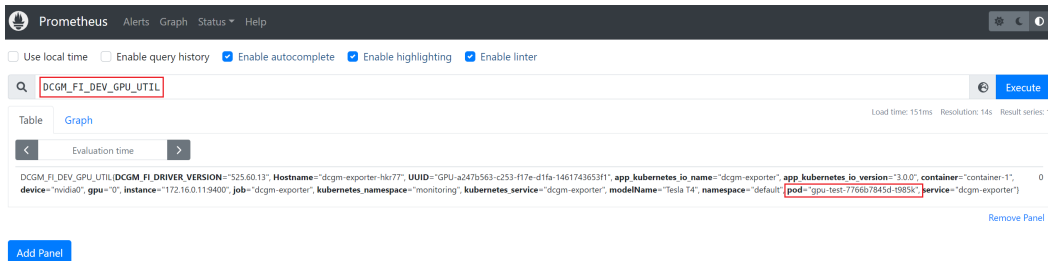 Prometheus Alerts Graph Status Help
Use local time Enable query history Enable autocomplete Enable highlighting Enable linter
DCGM_FI_DEV_GPU_UTIL
Execute
Load time: 151ms Resolution: 14s Result series: 1
Table Graph
Evaluation time
DCGM_FI_DEV_GPU_UTIL{DCGM_FI_DRIVER_VERSION="525.60.13", Hostname="dcgm-exporter-hkr77", UUID="GPU-a247b563-c253-f17e-d1fa-1461743653f1", app_kubernetes_io_name="dcgm-exporter", app_kubernetes_io_version="3.0.0", container="container-1", 0
device="nvidia0", gpu="0", instance="172.16.0.11:9400", job="dcgm-exporter", kubernetes_namespace="monitoring", kubernetes_service="dcgm-exporter", modelName="Tesla T4", namespace="default", pod="gpu-test-7766b7845d-t985k", service="dcgm-exporter"}
Remove Panel
Add Panel